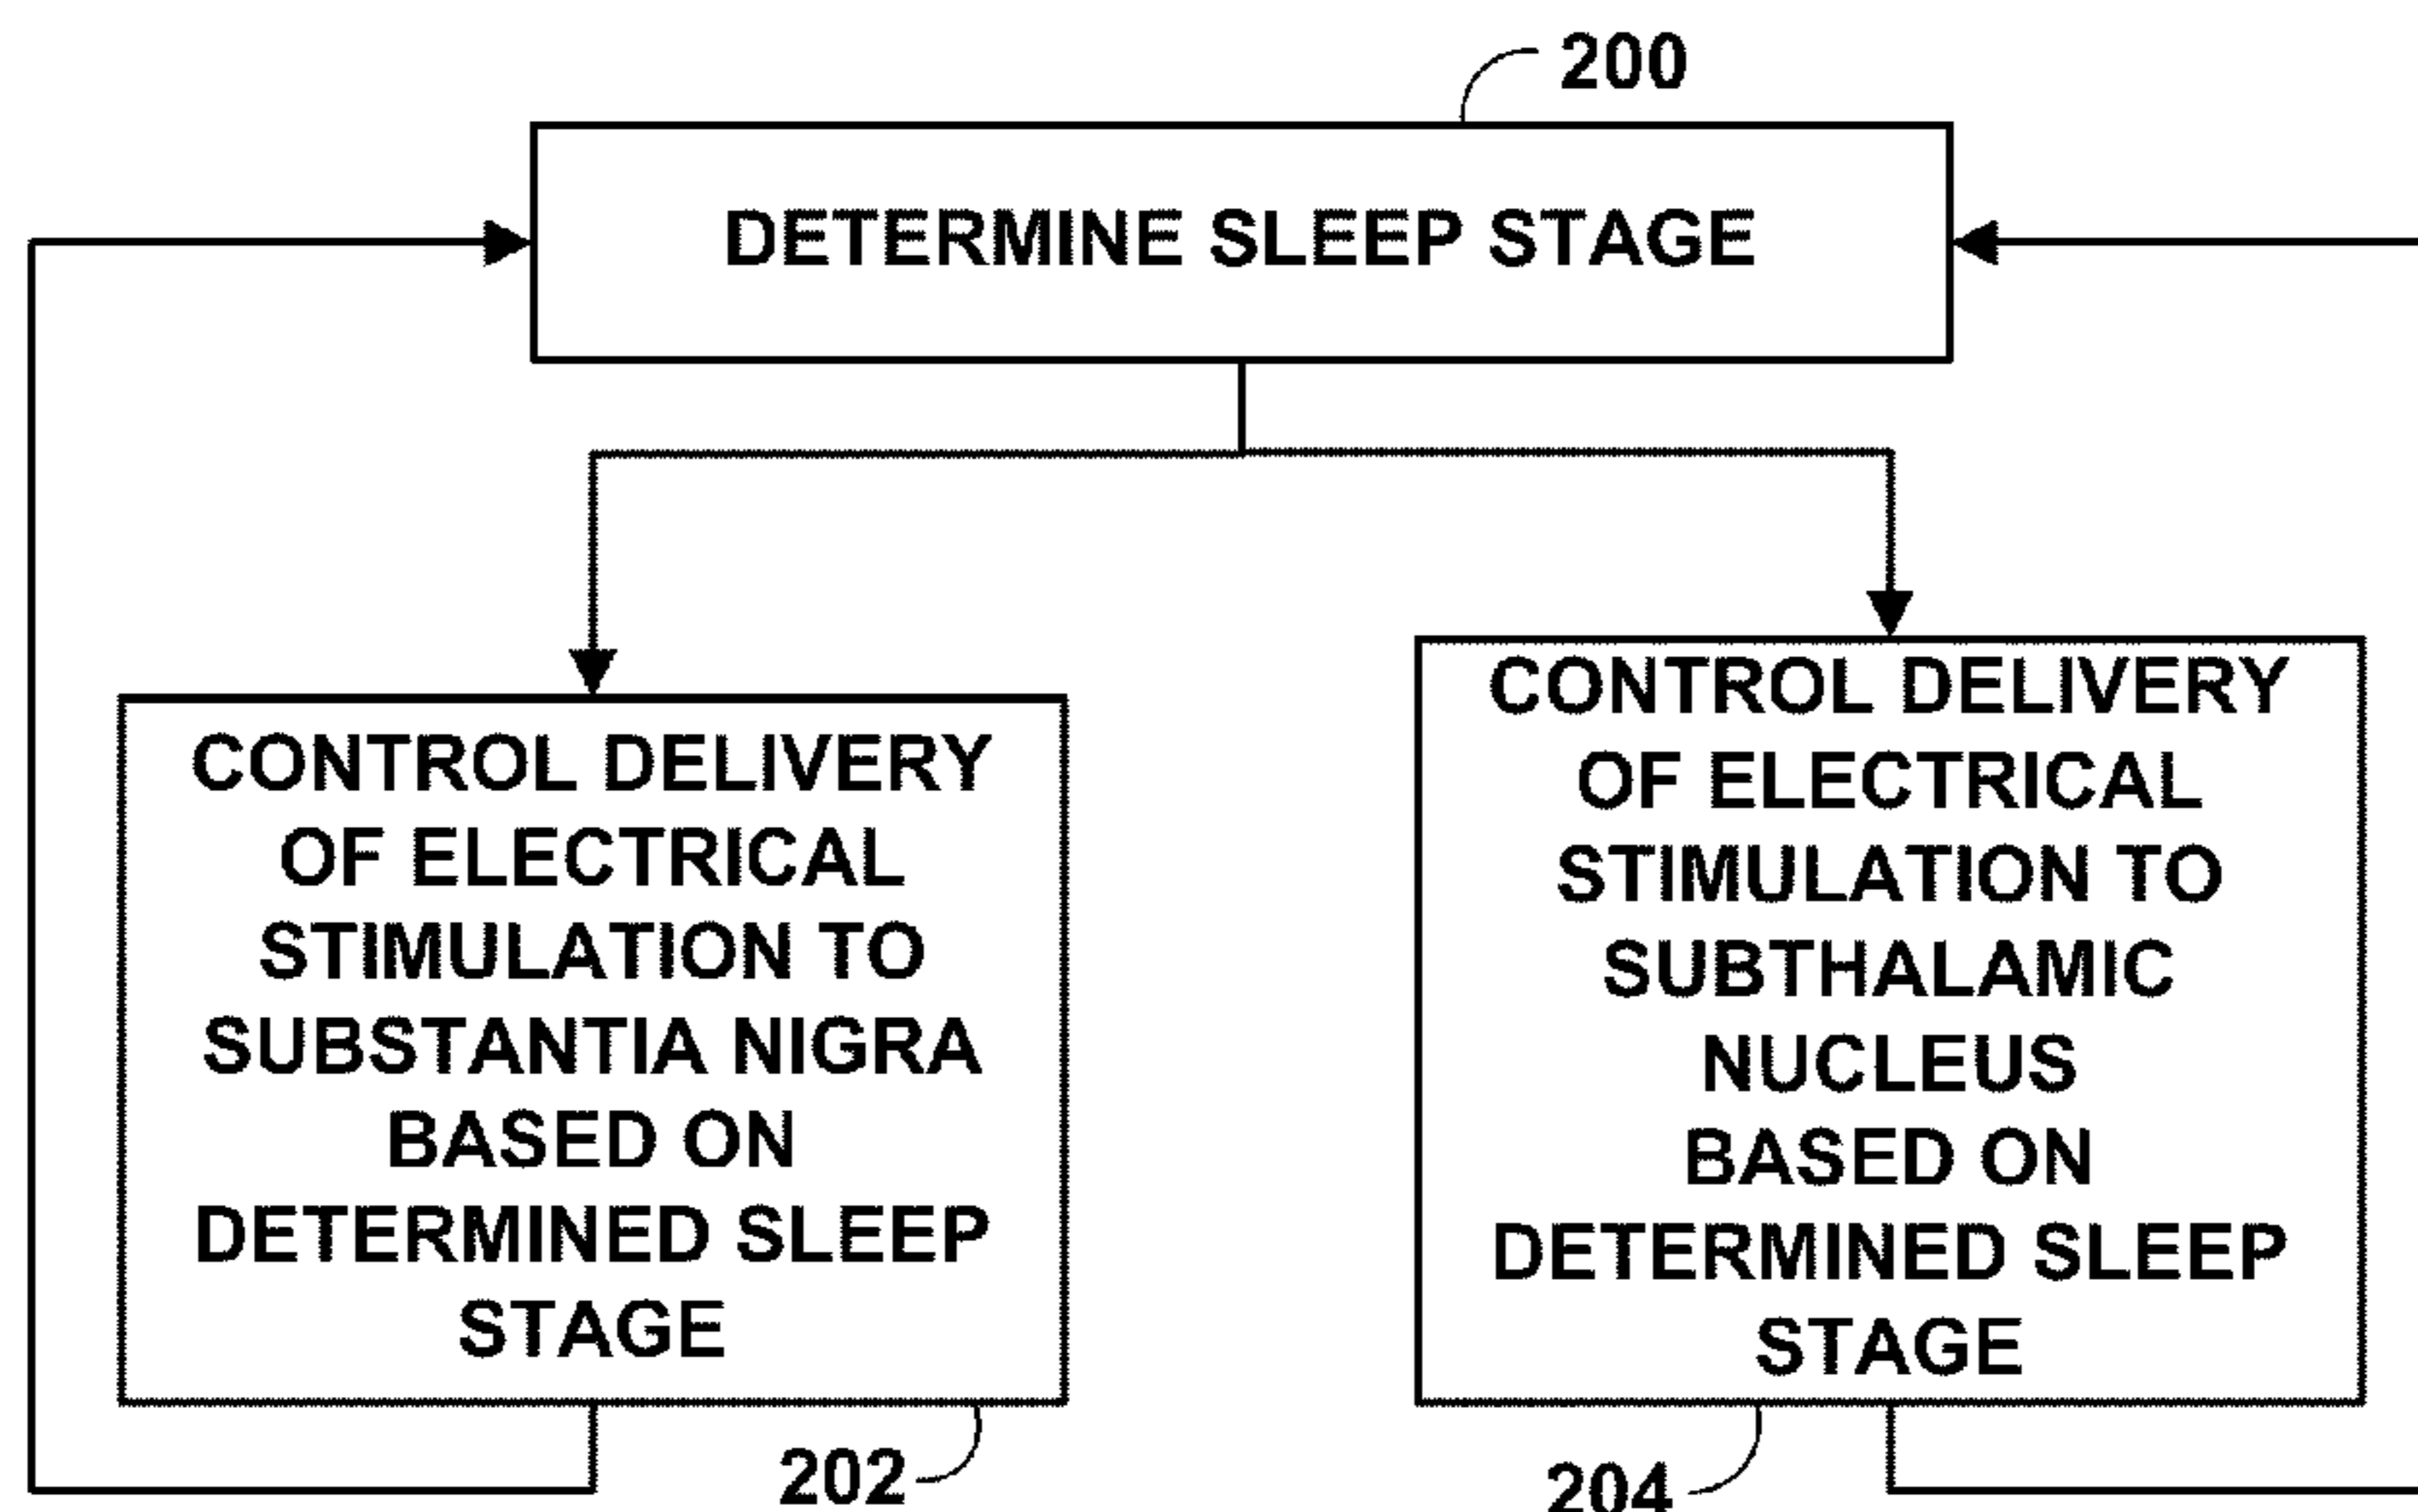 200
DETERMINE SLEEP STAGE
CONTROL DELIVERY
OF ELECTRICAL
STIMULATION TO
SUBSTANTIA NIGRA
BASED ON
DETERMINED SLEEP
STAGE
202
CONTROL DELIVERY
OF ELECTRICAL
STIMULATION TO
SUBTHALAMIC
NUCLEUS
BASED ON
DETERMINED SLEEP
STAGE
204